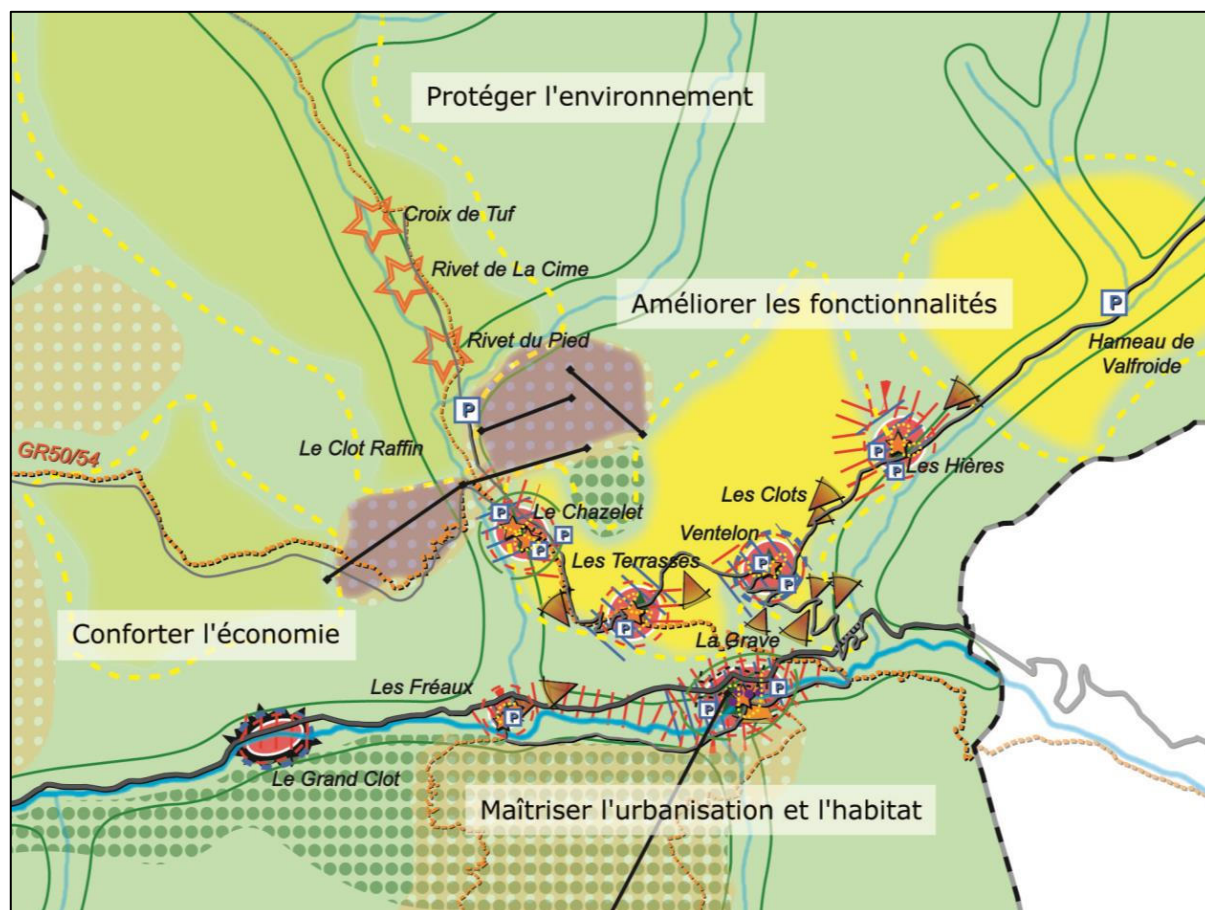 Protéger l'environnement
Croix de Tuf
Rivet de La Cime
Améliorer les fonctionnalités
P
Rivet du Pied
Hameau de
Valfroide
P
Le Clot Raffin
GR50/54
P
P
Les Hières
Les Clots
P
Le Chazelet
P
P
Ventelon
Les Terrasses
P
P
P
Conforter l'économie
La Grave
Les Fréaux
P
P
P
Le Grand Clot
Maîtriser l'urbanisation et l'habitat